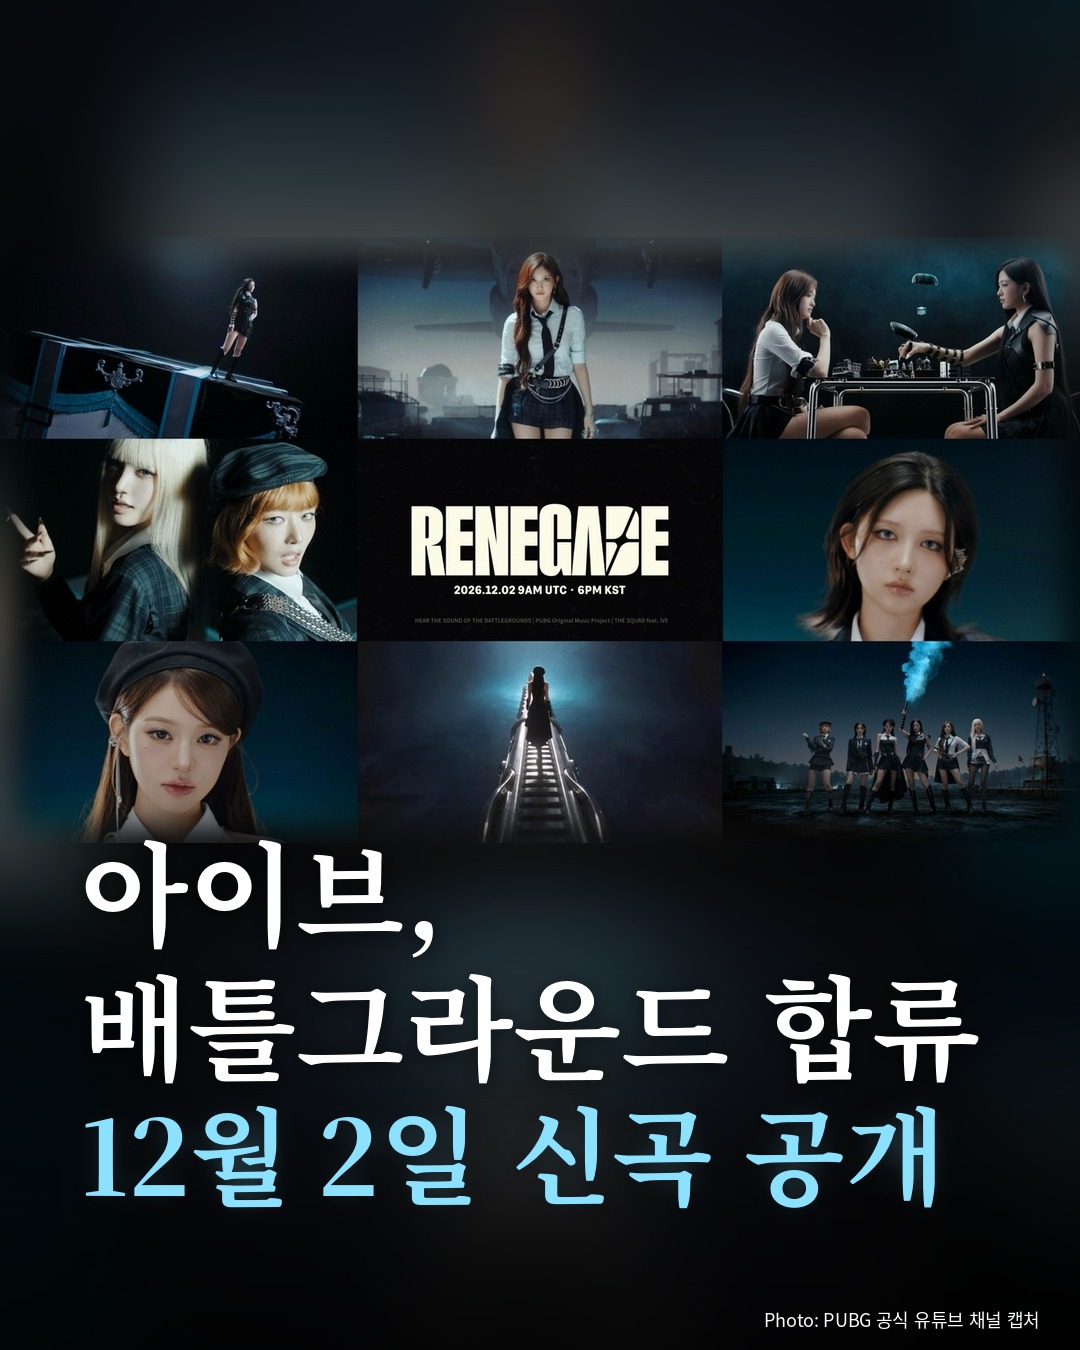 RENEGADE
2026.12.02 9AM UTC · 6PM KST
HEAR THE SOUND OF THE BATTLEGROUNDS | PUBG Original Music Project | THE SQUAD feat. IVE
아이브,
배틀그라운드 합류
12월 2일 신곡 공개
Photo: PUBG 공식 유튜브 채널 캡처